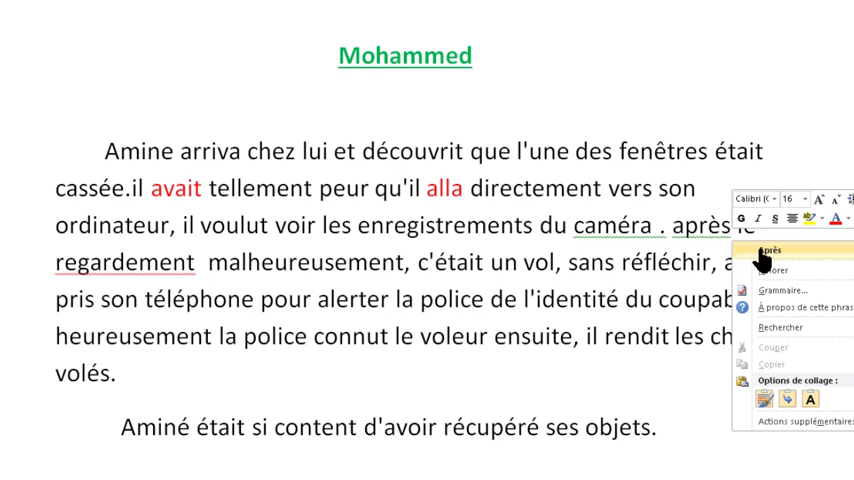 Mohammed
Amine arriva chez lui et découvrit que l'une des fenêtres était
cassée.il avait tellement peur qu'il alla directement vers son
Calibri (C 16
ordinateur, il voulut voir les enregistrements du caméra . après le
G I S
Après
regardement malheureusement, c'était un vol, sans réfléchir,
Ignorer
pris son téléphone pour alerter la police de l'identité du
Grammaire...
À propos de cette phras
heureusement la police connut le voleur ensuite, il rendit les
Rechercher
Couper
Copier
volés.
Options de collage :
Actions supplémentaire
Aminé était si content d'avoir récupéré ses objets.